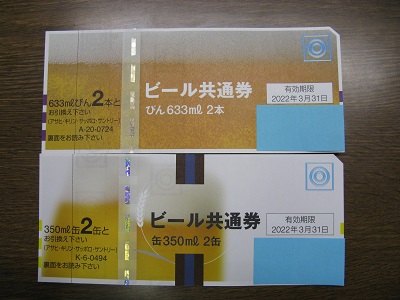 ビール共通券
びん633mℓ 2本
有効期限
2022年3月31日
633mℓびん2本と
お引換え下さい
(アサヒ・キリン・サッポロ・サントリー)
A-20-0724
裏面をお読み下さい
ビール共通券
缶350mℓ 2缶
有効期限
2022年3月31日
350mℓ缶2缶と
お引換え下さい
(アサヒ・キリン・サッポロ・サントリー)
K-6-0494
裏面をお読み下さい